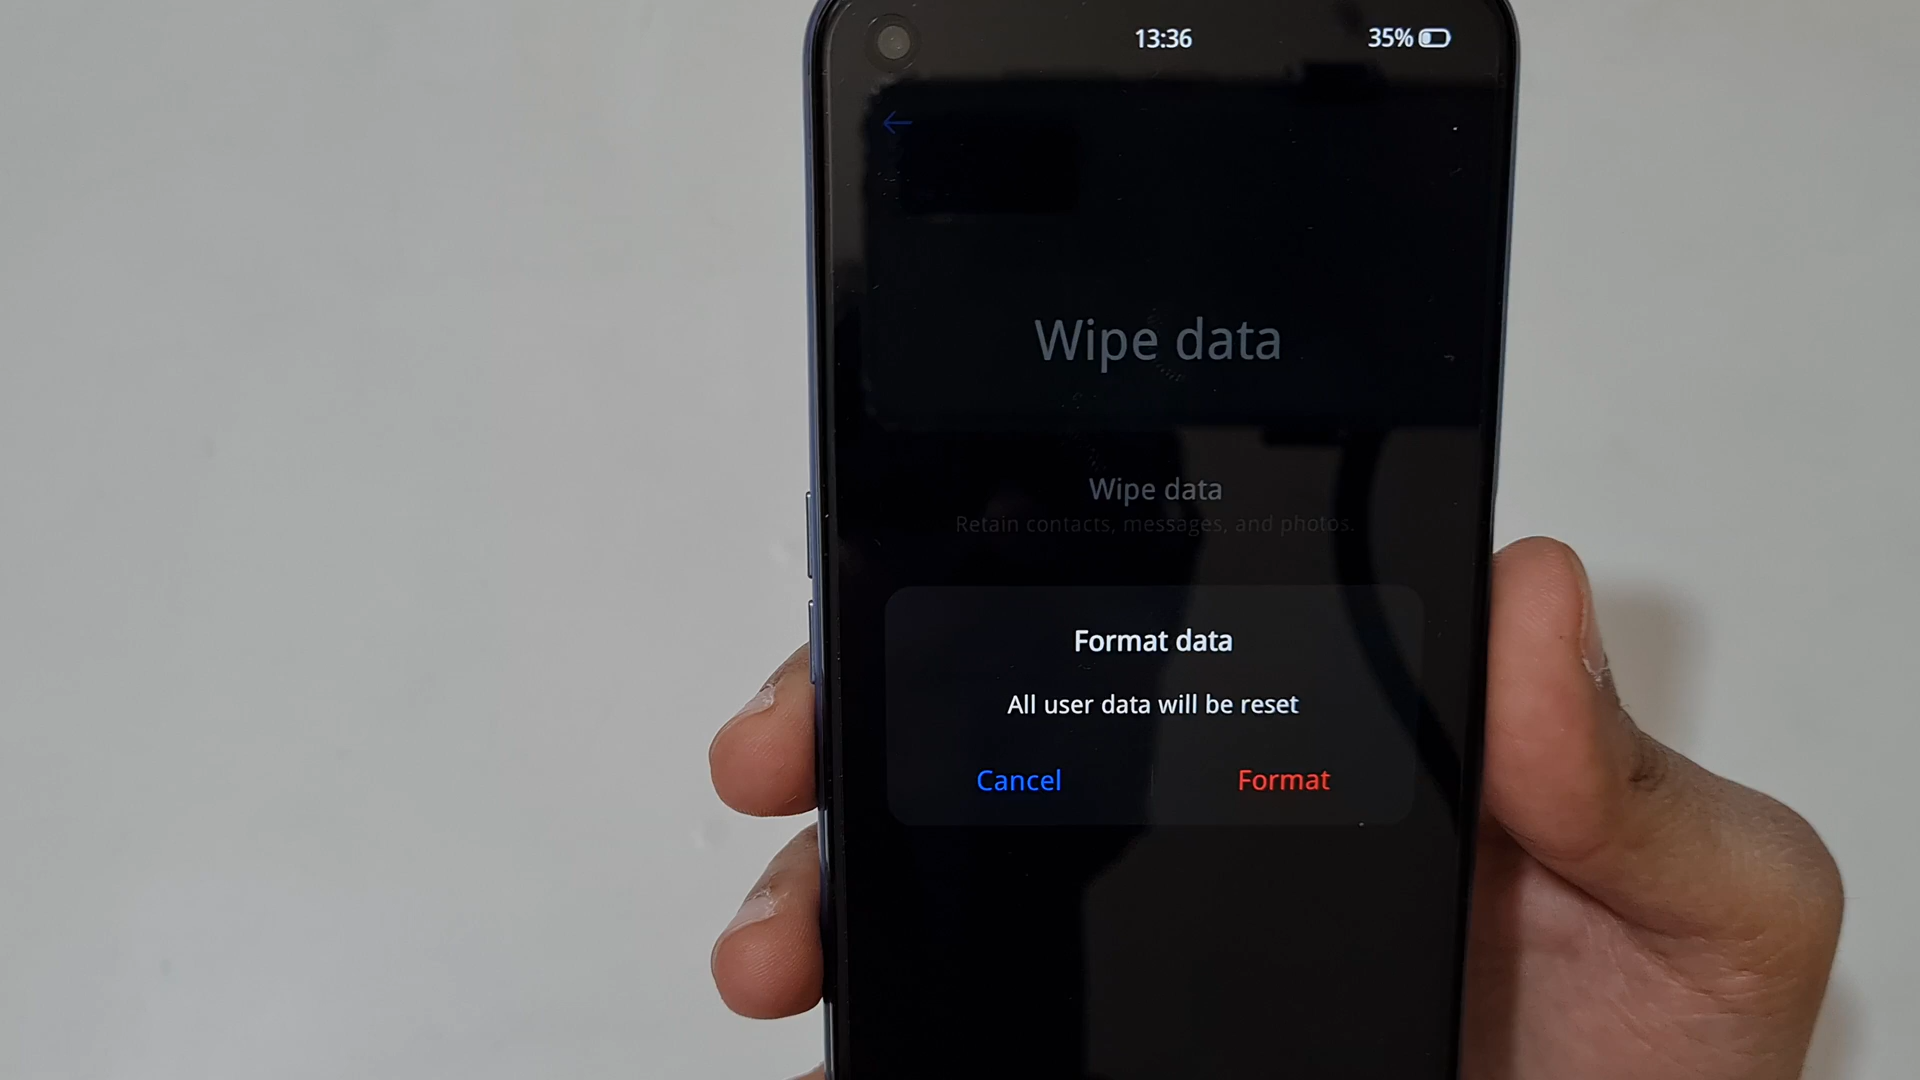 13:36 35%
Wipe data
Wipe data
Retain contacts, messages, and photos.
Format data
All user data will be reset
Cancel Format